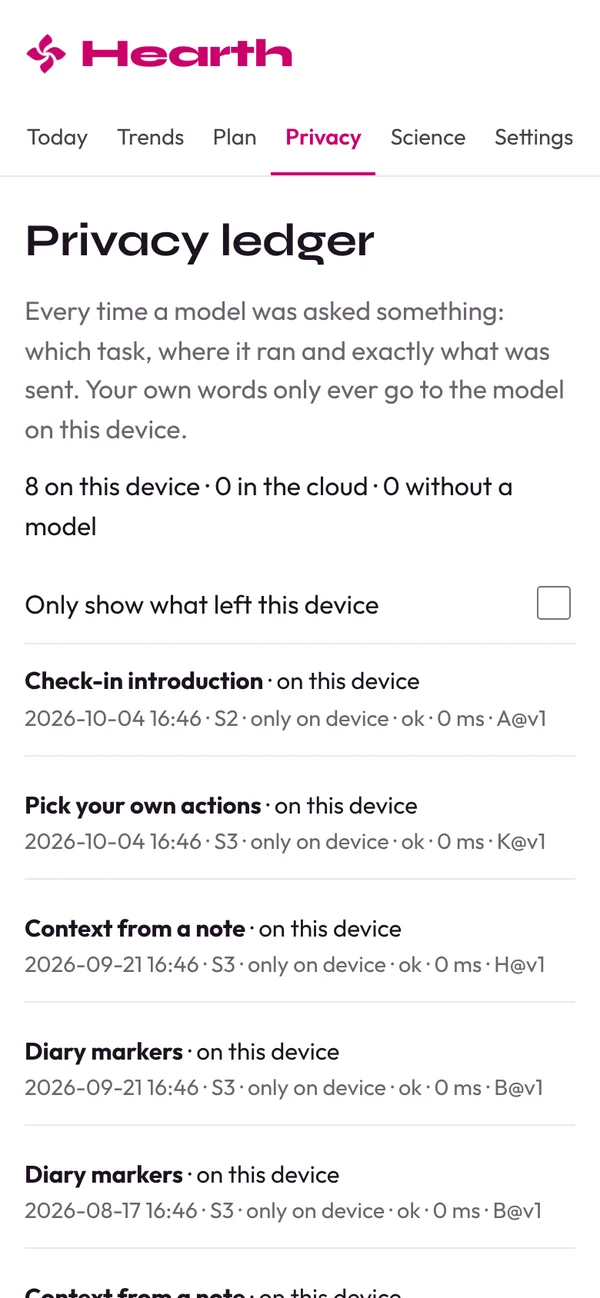 Hearth
Today Trends Plan Privacy Science Settings
Privacy ledger
Every time a model was asked something:
which task, where it ran and exactly what was
sent. Your own words only ever go to the model
on this device.
8 on this device · 0 in the cloud · 0 without a
model
Only show what left this device
Check-in introduction · on this device
2026-10-04 16:46 · S2 · only on device · ok · 0 ms · A@v1
Pick your own actions · on this device
2026-10-04 16:46 · S3 · only on device · ok · 0 ms · K@v1
Context from a note · on this device
2026-09-21 16:46 · S3 · only on device · ok · 0 ms · H@v1
Diary markers · on this device
2026-09-21 16:46 · S3 · only on device · ok · 0 ms · B@v1
Diary markers · on this device
2026-08-17 16:46 · S3 · only on device · ok · 0 ms · B@v1
Context from a note · on this device